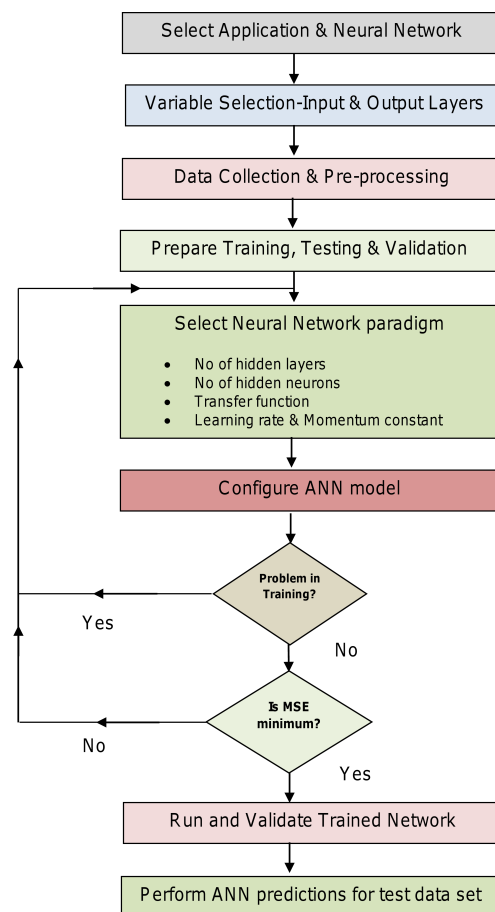 Select Application & Neural Network
Variable Selection-Input & Output Layers
Data Collection & Pre-processing
Prepare Training, Testing & Validation
Select Neural Network paradigm
• No of hidden layers
• No of hidden neurons
• Transfer function
• Learning rate & Momentum constant
Configure ANN model
Problem in
Training?
Yes
No
Is MSE
minimum?
No
Yes
Run and Validate Trained Network
Perform ANN predictions for test data set